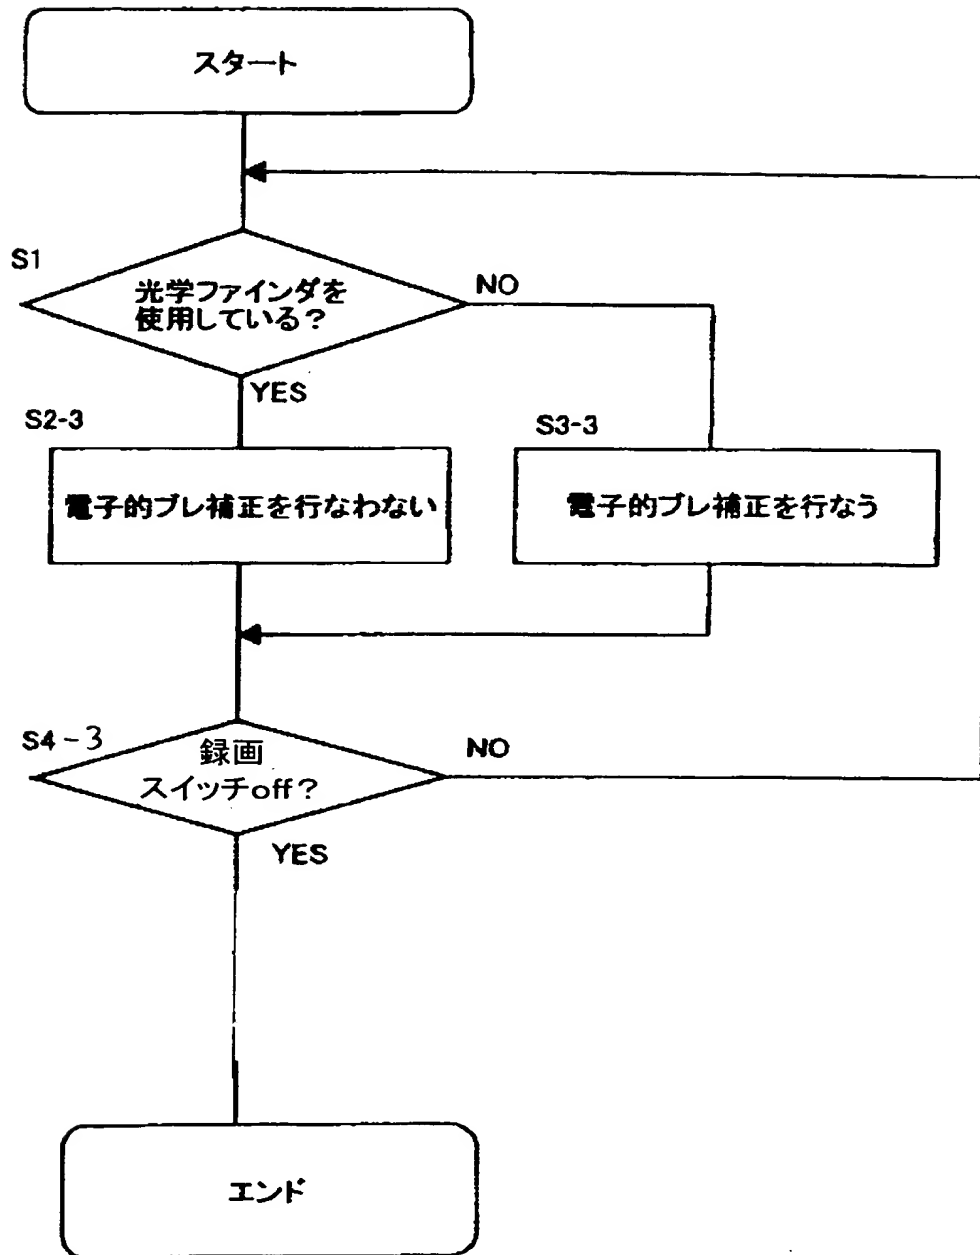 スタート
S1
光学ファインダを
使用している?
NO
YES
S2-3
S3-3
電子的ブレ補正を行なわない
電子的ブレ補正を行なう
S4-3
録画
スイッチoff?
NO
YES
エンド